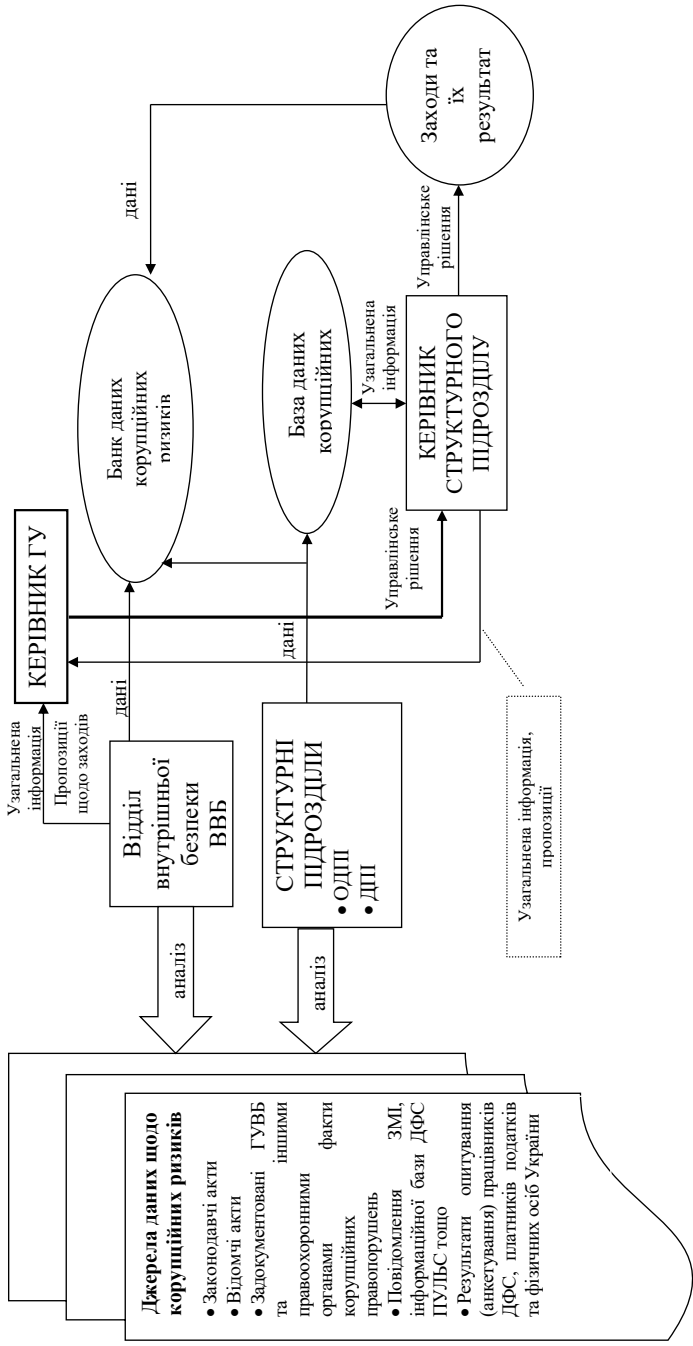 Джерела даних щодо
корупційних ризиків
• Законодавчі акти
• Відомчі акти
• Задокументовані ГУВБ
та іншими
правоохоронними
органами факти
корупційних
правопорушень
• Повідомлення ЗМІ,
інформаційної бази ДФС
ПУЛЬС тощо
• Результати опитування
(анкетування) працівників
ДФС, платників податків
та фізичних осіб України
аналіз
аналіз
Узагальнена
інформація
Пропозиції
щодо заходів
Відділ
внутрішньої
безпеки
ВВБ
СТРУКТУРНІ
ПІДРОЗДІЛИ
• ОДПІ
• ДПІ
Узагальнена інформація,
пропозиції
КЕРІВНИК ГУ
дані
дані
Управлінське
рішення
Банк даних
корупційних
ризиків
База даних
корупційних
Узагальнена
інформація
КЕРІВНИК
СТРУКТУРНОГО
ПІДРОЗДІЛУ
дані
Управлінське
рішення
Заходи та
їх
результат